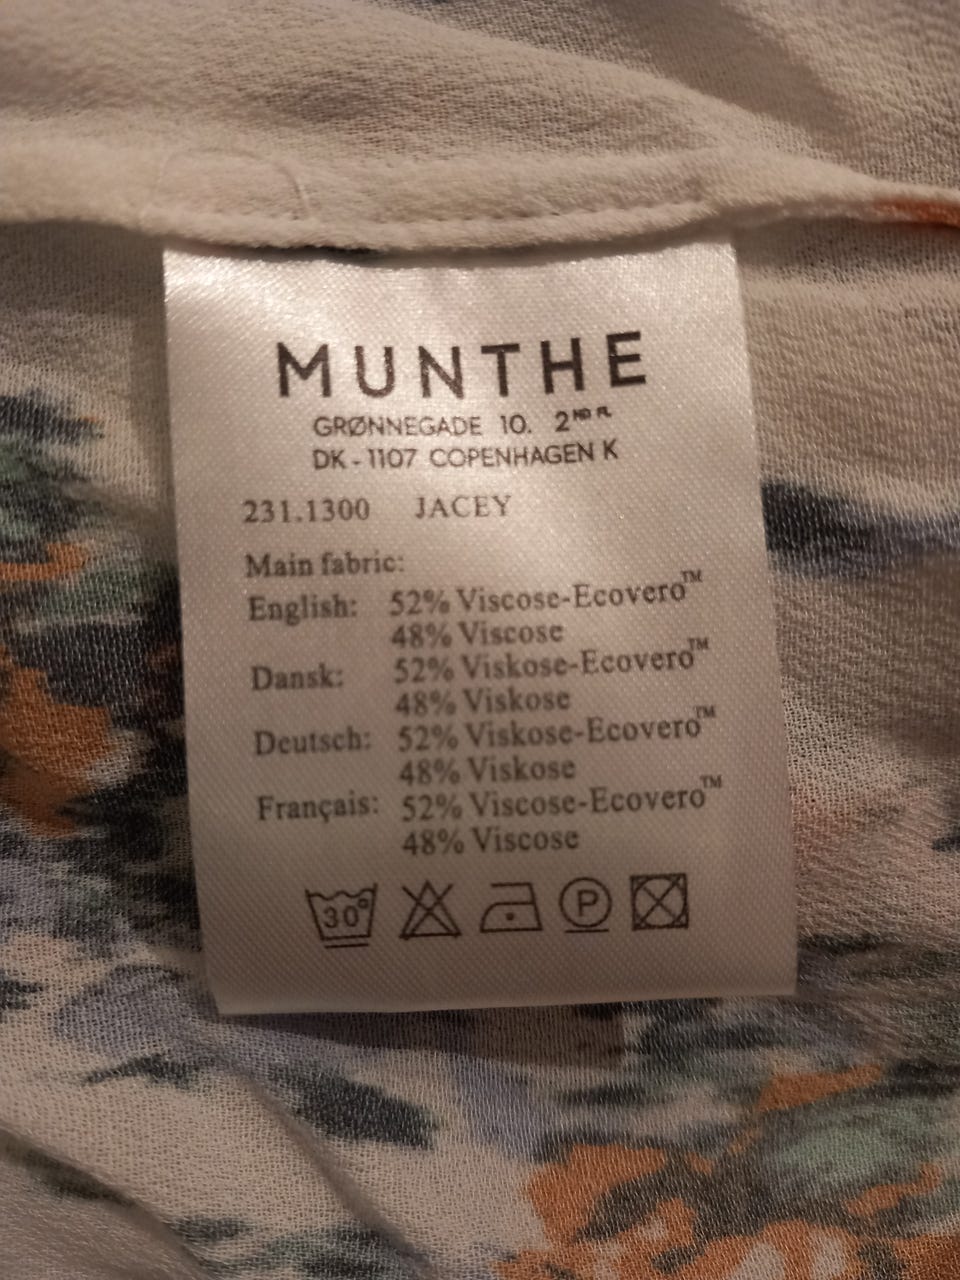 MUNTHE
GRØNNEGADE 10. 2ND FL
DK-1107 COPENHAGEN K
231.1300 JACEY
Main fabric:
English: 52% Viscose-Ecovero™
48% Viscose
Dansk: 52% Viskose-Ecovero™
48% Viskose
Deutsch: 52% Viskose-Ecovero™
48% Viskose
Français: 52% Viscose-Ecovero™
48% Viscose
30° P